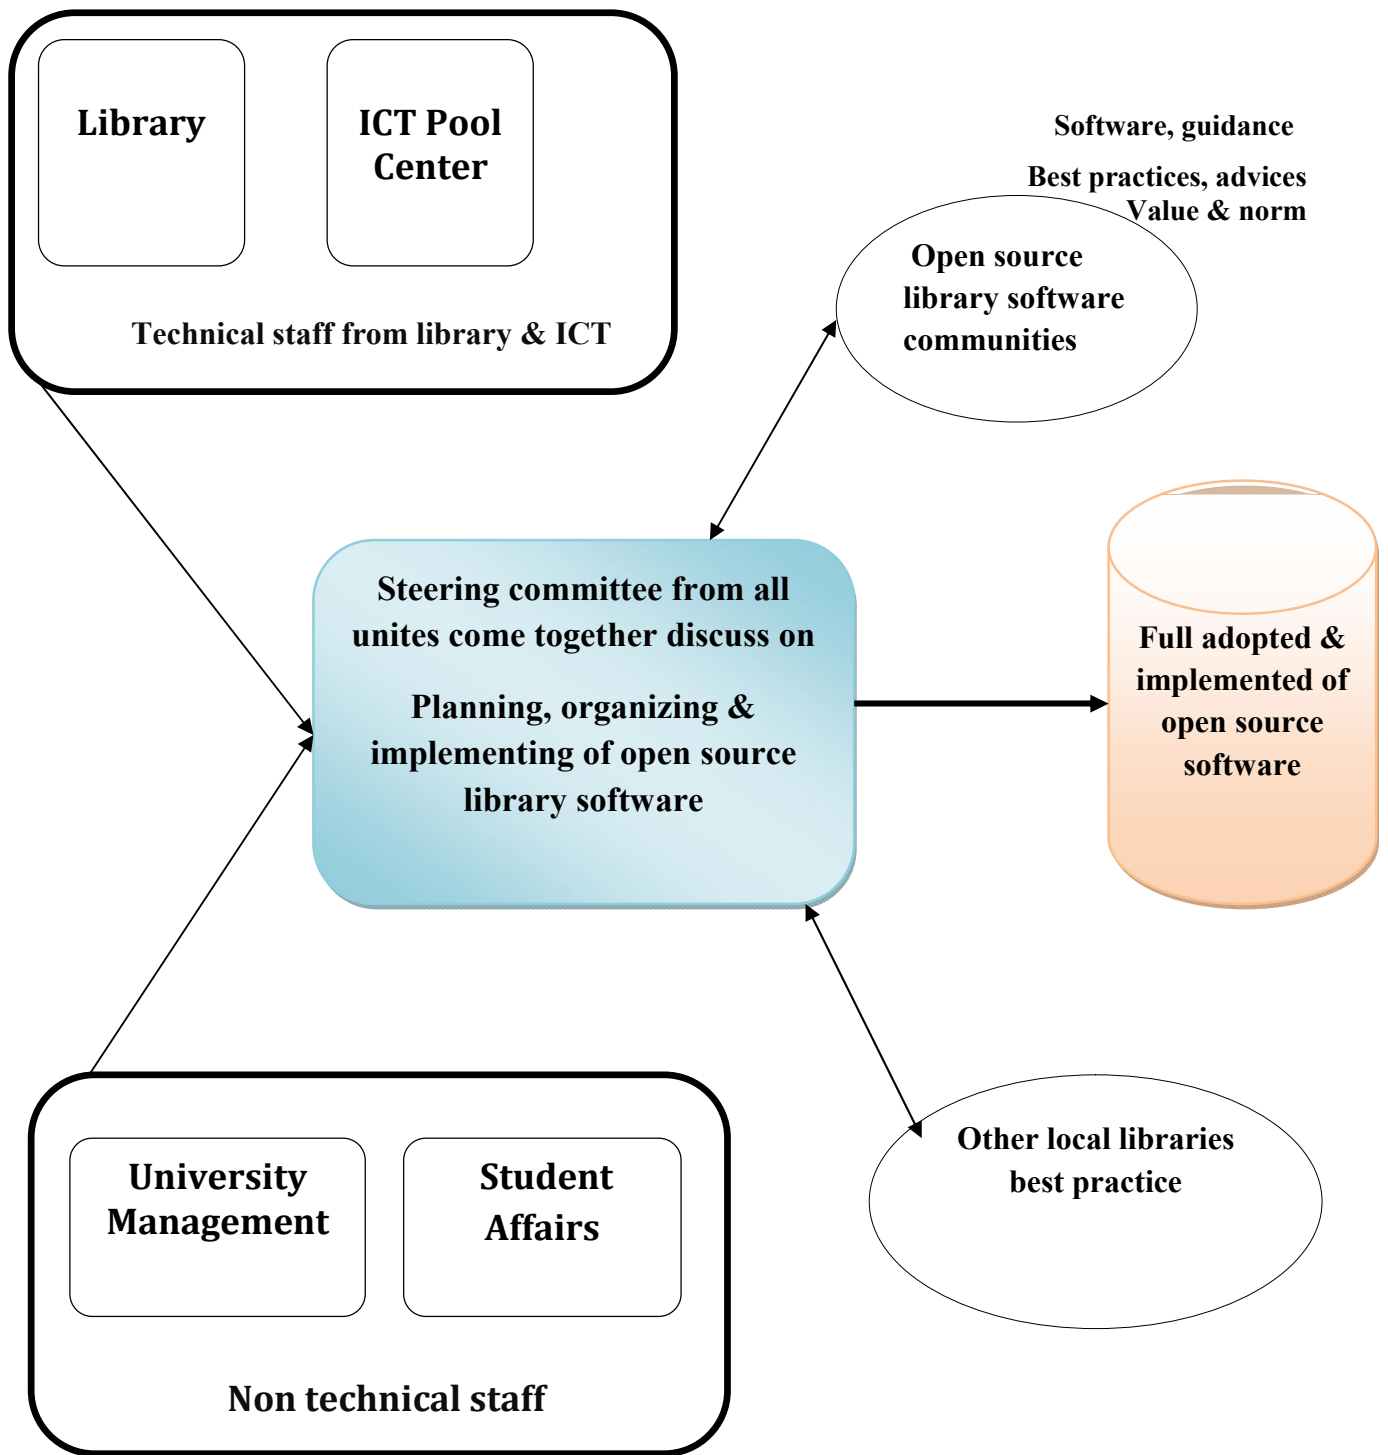 Library
ICT Pool
Center
Technical staff from library & ICT
Software, guidance
Best practices, advices
Value & norm
Open source
library software
communities
Steering committee from all
unites come together discuss on
Planning, organizing &
implementing of open source
library software
Full adopted &
implemented of
open source
software
Other local libraries
best practice
University
Management
Student
Affairs
Non technical staff